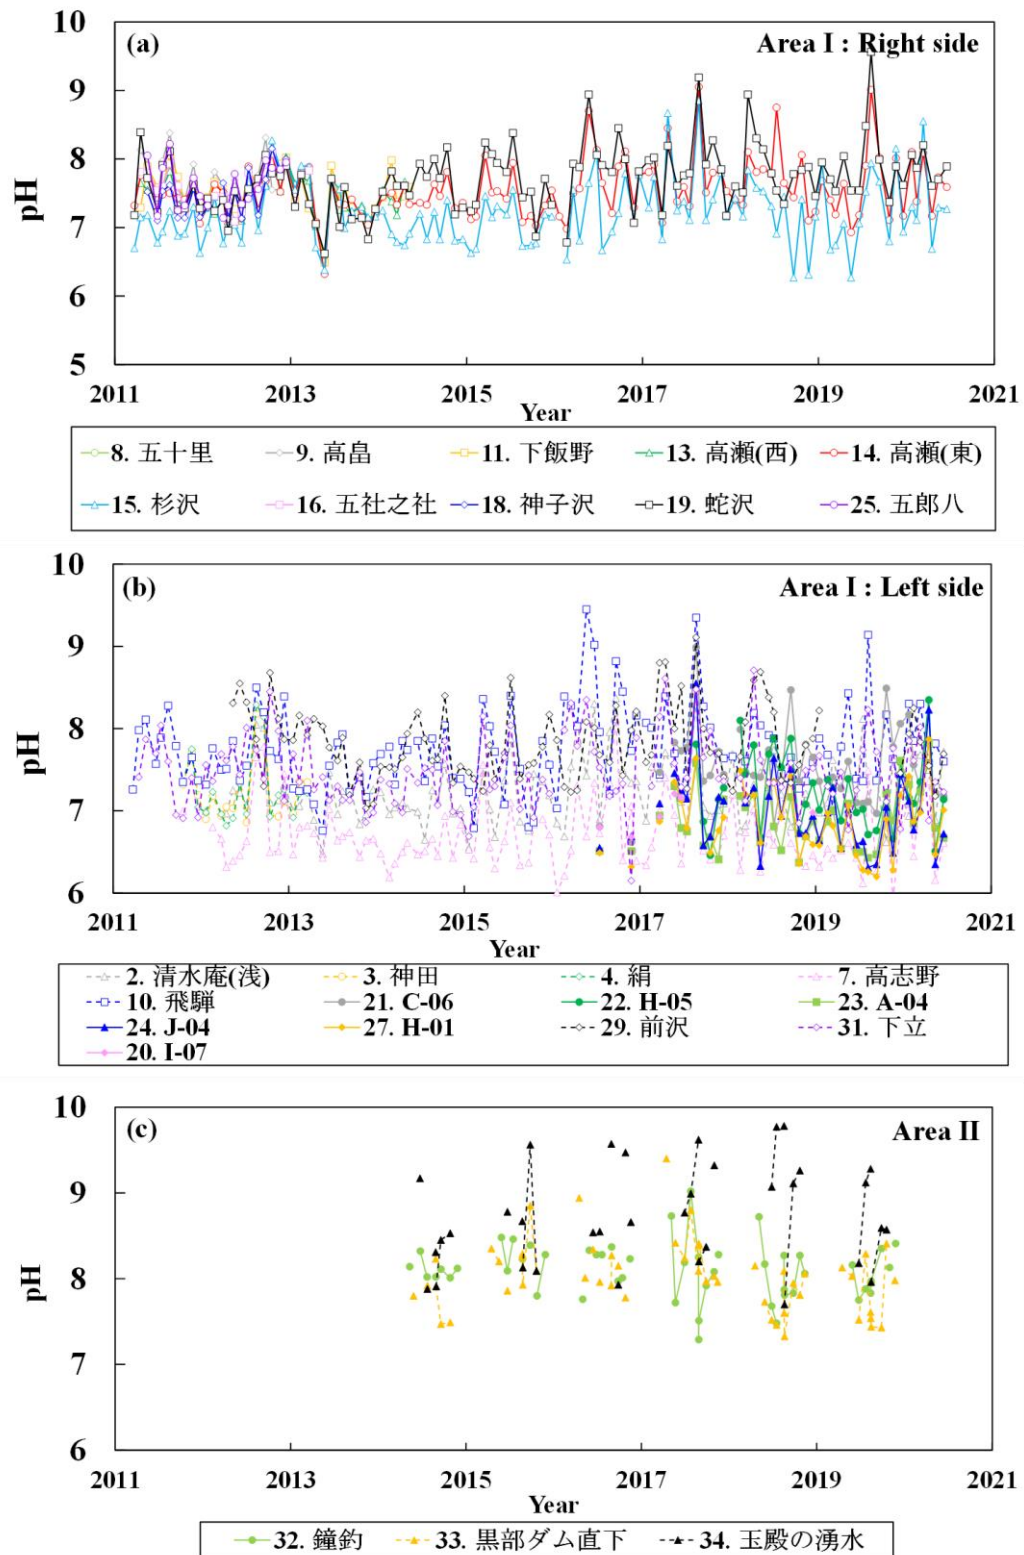 10
(a)
Area I : Right side
9
8
pH
7
6
5
2011 2013 2015 2017 2019 2021
Year
8. 五十里 9. 高畠 11. 下飯野 13. 高瀬(西) 14. 高瀬(東)
15. 杉沢 16. 五社之社 18. 神子沢 19. 蛇沢 25. 五郎八
10
(b)
Area I : Left side
9
8
pH
7
6
2011 2013 2015 2017 2019 2021
Year
2. 清水庵(浅) 3. 神田 4. 絹 7. 高志野
10. 飛騨 21. C-06 22. H-05 23. A-04
24. J-04 27. H-01 29. 前沢 31. 下立
20. I-07
10
(c)
Area II
9
8
pH
7
6
2011 2013 2015 2017 2019 2021
Year
32. 鐘釣 33. 黒部ダム直下 34. 玉殿の湧水